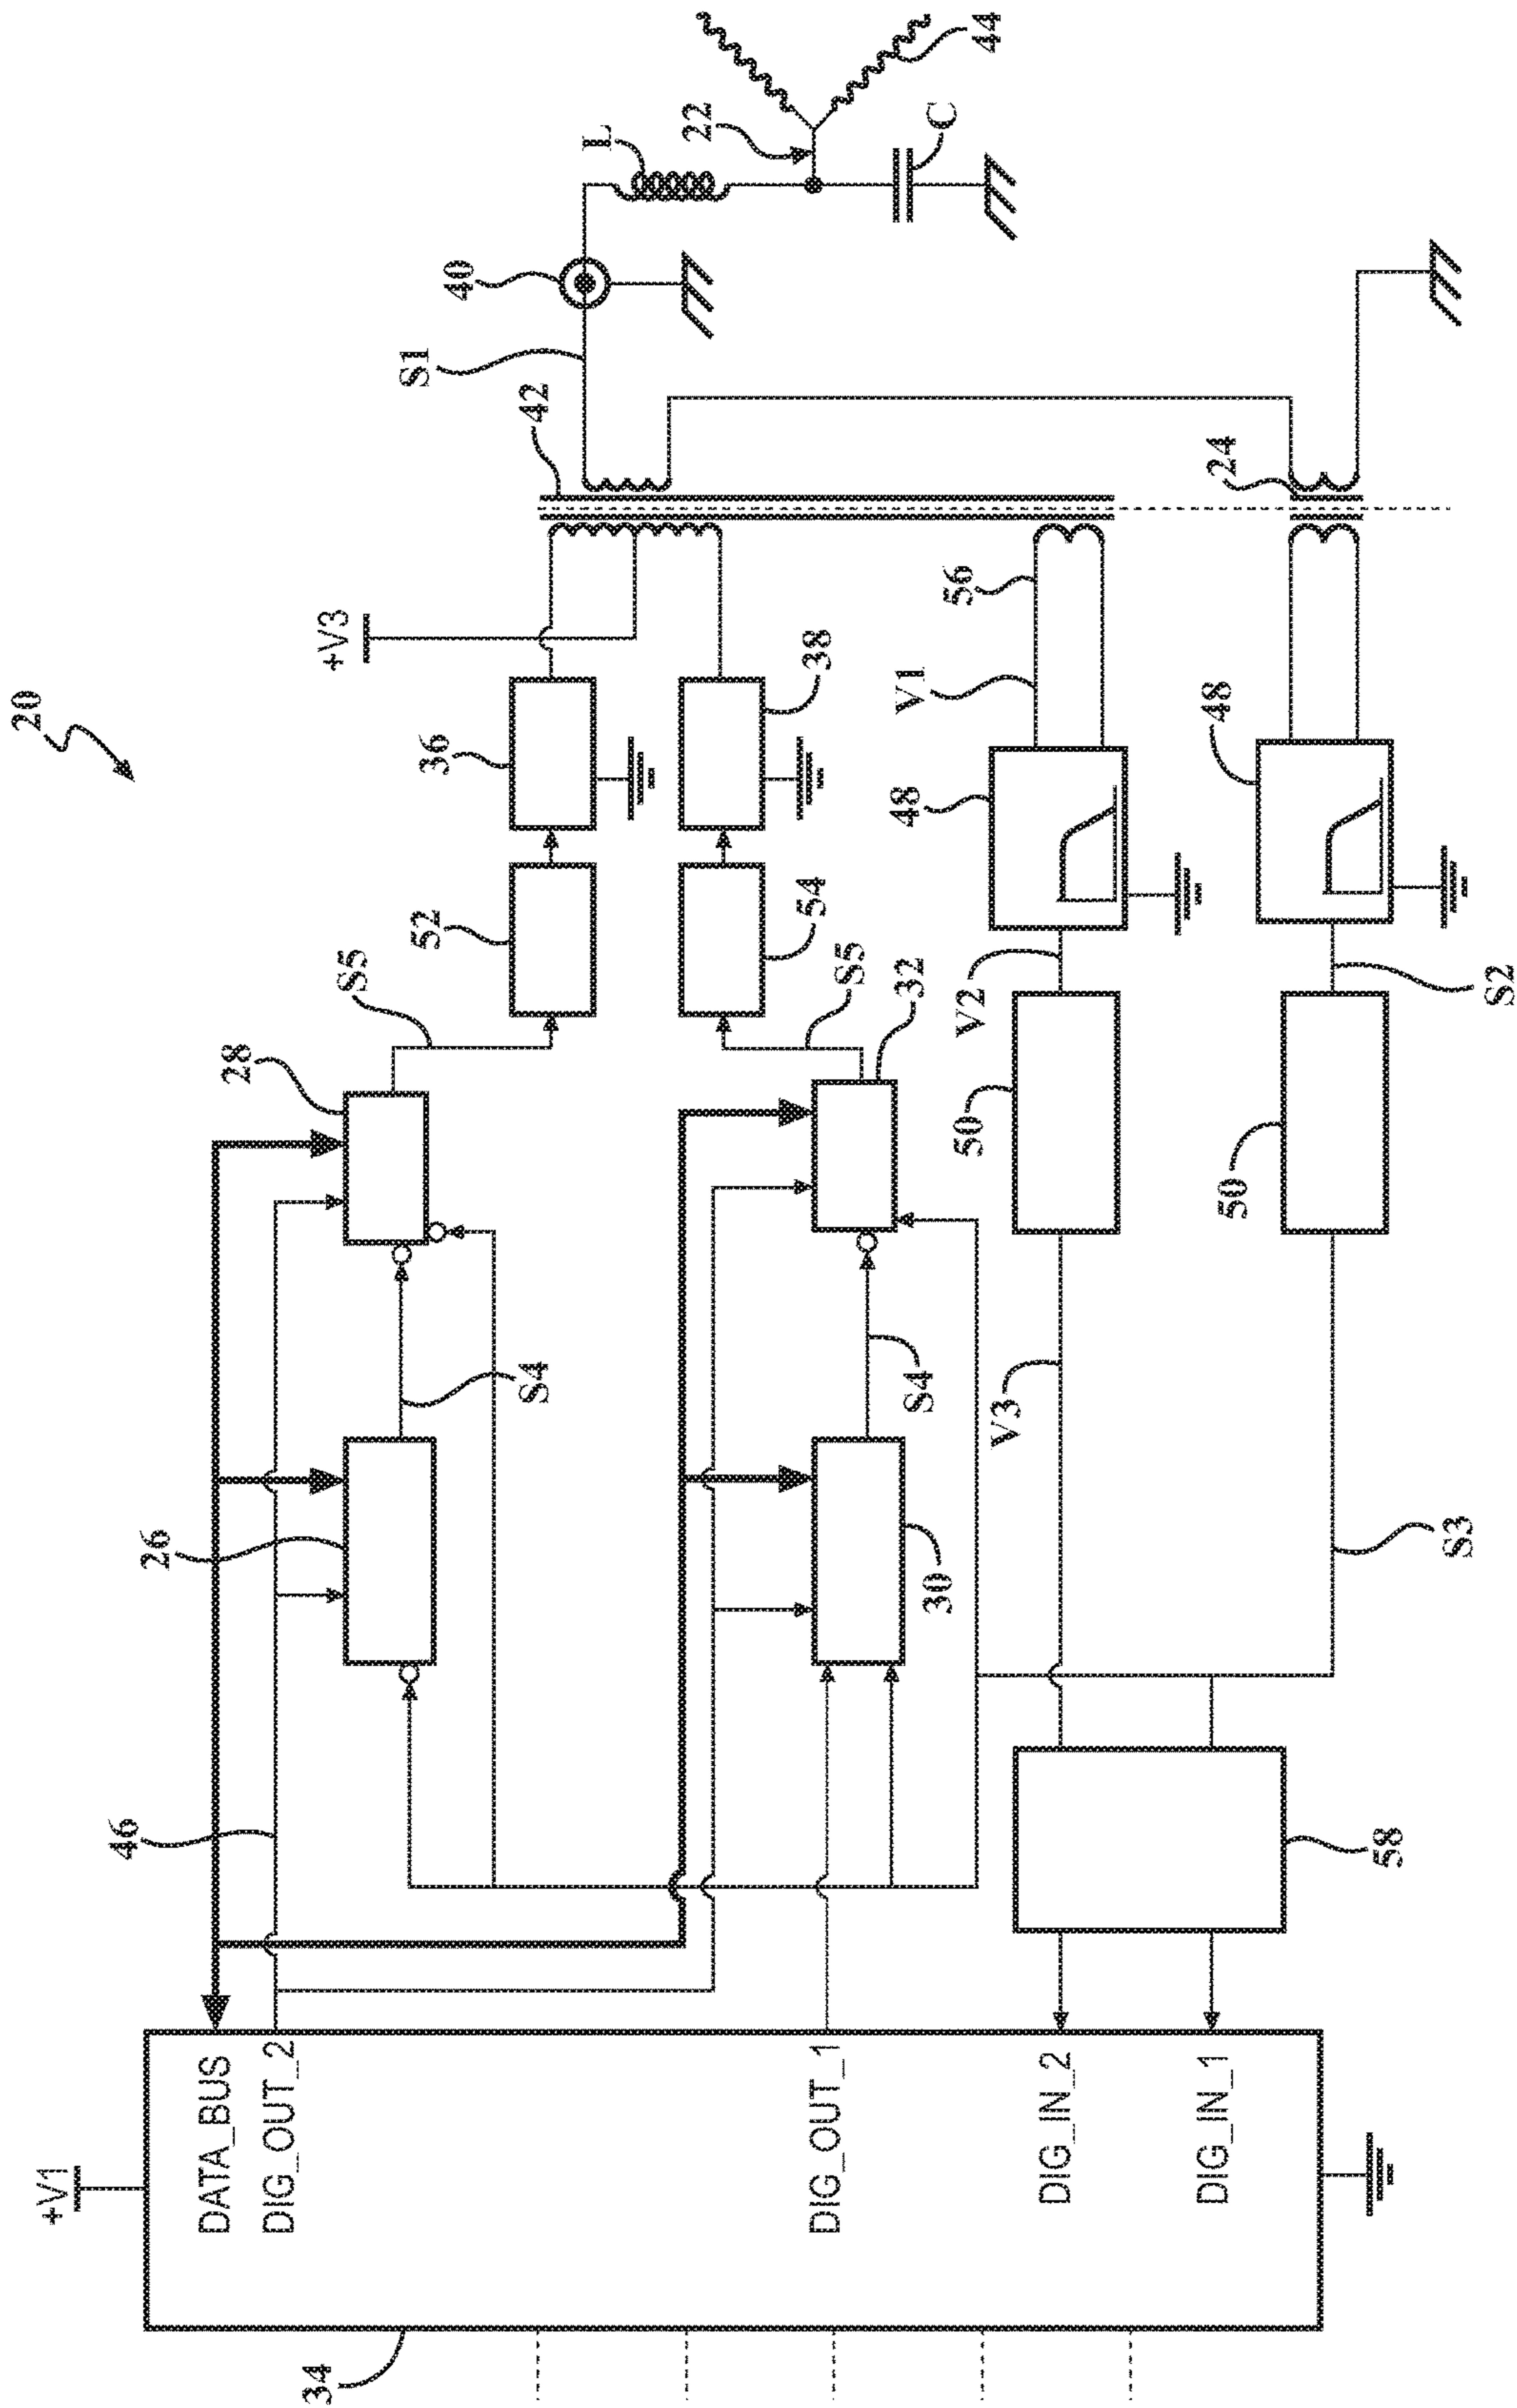 20
+V1
34
DATA_BUS
DIG_OUT_2
DIG_OUT_1
DIG_IN_2
DIG_IN_1
46
26
S4
28
S5
52
36
+V3
42
S1
40
L
22
44
C
30
S4
32
S5
54
38
58
V3
50
V2
48
V1
56
S3
50
S2
48
24